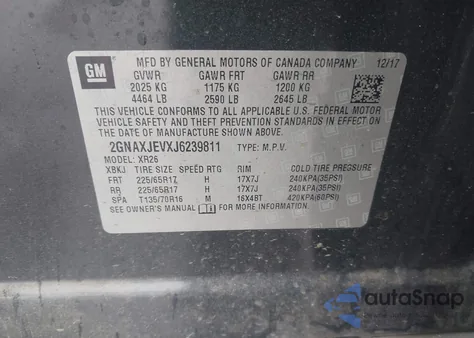 GM
MFD BY GENERAL MOTORS OF CANADA COMPANY 12/17
GVWR GAWR FRT GAWR RR
2025 KG 1175 KG 1200 KG
4464 LB 2590 LB 2645 LB
THIS VEHICLE CONFORMS TO ALL APPLICABLE U.S. FEDERAL MOTOR
VEHICLE SAFETY AND THEFT PREVENTION STANDARDS IN EFFECT
ON THE DATE OF MANUFACTURE SHOWN ABOVE.
2GNAXJEVXJ6239811 TYPE: M.P.V.
MODEL: XR26
XBKJ TIRE SIZE SPEED RTG RIM COLD TIRE PRESSURE
FRT 225/65R17 H 17X7J 240KPA(35PSI)
RR 225/65R17 H 17X7J 240KPA(35PSI)
SPA T135/70R16 M 16X4BT 420KPA(60PSI)
SEE OWNER'S MANUAL FOR MORE INFORMATION.
autoSnap